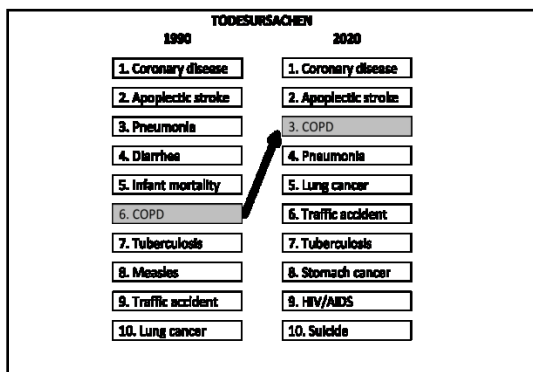 TODESURSACHEN
1990
2020
1. Coronary disease
2. Apoplectic stroke
3. Pneumonia
4. Diarrhea
5. Infant mortality
6. COPD
7. Tuberculosis
8. Measles
9. Traffic accident
10. Lung cancer
1. Coronary disease
2. Apoplectic stroke
3. COPD
4. Pneumonia
5. Lung cancer
6. Traffic accident
7. Tuberculosis
8. Stomach cancer
9. HIV/AIDS
10. Suicide